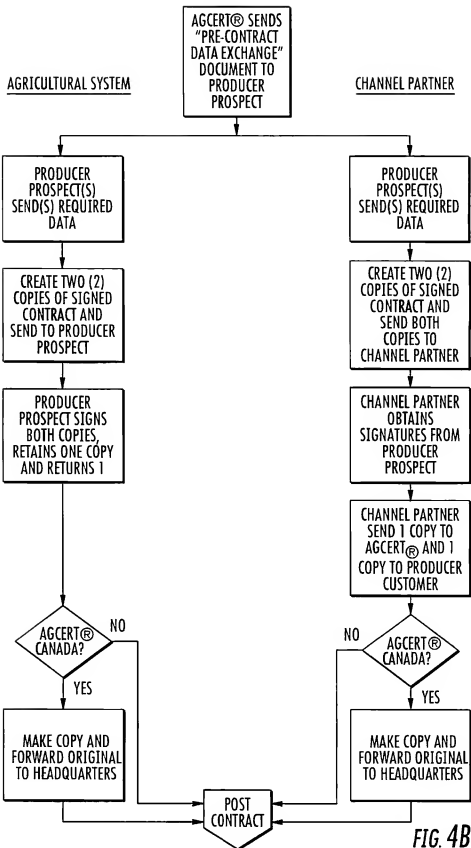 AGCERT® SENDS
"PRE-CONTRACT
DATA EXCHANGE"
DOCUMENT TO
PRODUCER
PROSPECT
AGRICULTURAL SYSTEM
CHANNEL PARTNER
PRODUCER
PROSPECT(S)
SEND(S) REQUIRED
DATA
CREATE TWO (2)
COPIES OF SIGNED
CONTRACT AND
SEND TO PRODUCER
PROSPECT
PRODUCER
PROSPECT SIGNS
BOTH COPIES,
RETAINS ONE COPY
AND RETURNS 1
AGCERT®
CANADA?
NO
YES
MAKE COPY AND
FORWARD ORIGINAL
TO HEADQUARTERS
PRODUCER
PROSPECT(S)
SEND(S) REQUIRED
DATA
CREATE TWO (2)
COPIES OF SIGNED
CONTRACT AND
SEND BOTH
COPIES TO
CHANNEL PARTNER
CHANNEL PARTNER
OBTAINS
SIGNATURES FROM
PRODUCER
PROSPECT
CHANNEL PARTNER
SEND 1 COPY TO
AGCERT® AND 1
COPY TO PRODUCER
CUSTOMER
NO
AGCERT®
CANADA?
YES
MAKE COPY AND
FORWARD ORIGINAL
TO HEADQUARTERS
POST
CONTRACT
FIG. 4B